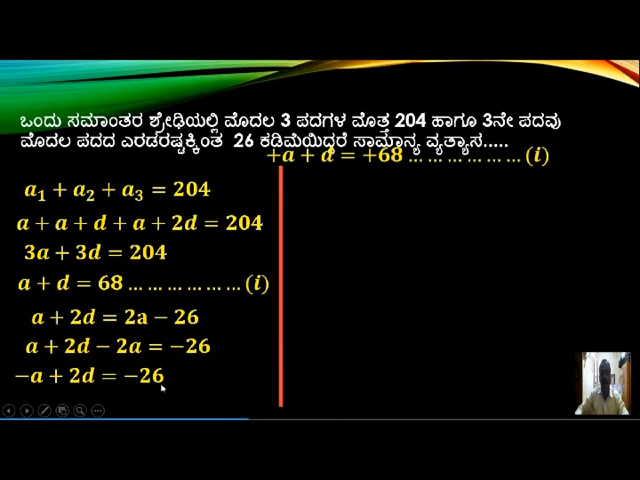 ಒಂದು ಸಮಾಂತರ ಶ್ರೇಢಿಯಲ್ಲಿ ಮೊದಲ 3 ಪದಗಳ ಮೊತ್ತ 204 ಹಾಗೂ 3ನೇ ಪದವು
ಮೊದಲ ಪದದ ಎರಡರಷ್ಟಕ್ಕಿಂತ 26 ಕಡಿಮೆಯಿದ್ದರೆ ಸಾಮಾನ್ಯ ವ್ಯತ್ಯಾಸ.....
+a + d = +68 … … … … … … (i)
a₁ + a₂ + a₃ = 204
a + a + d + a + 2d = 204
3a + 3d = 204
a + d = 68 … … … … … … (i)
a + 2d = 2a − 26
a + 2d − 2a = −26
−a + 2d = −26